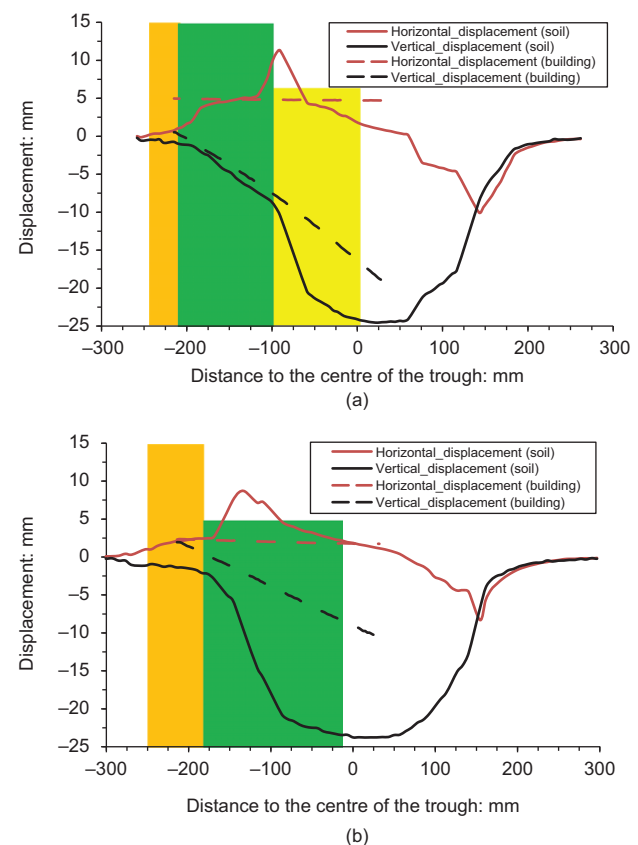 15
10
5
0
–5
–10
–15
–20
–25
Displacement: mm
Horizontal_displacement (soil)
Vertical_displacement (soil)
Horizontal_displacement (building)
Vertical_displacement (building)
–300 –200 –100 0 100 200 300
Distance to the centre of the trough: mm
(a)
15
10
5
0
–5
–10
–15
–20
–25
Displacement: mm
Horizontal_displacement (soil)
Vertical_displacement (soil)
Horizontal_displacement (building)
Vertical_displacement (building)
–300 –200 –100 0 100 200 300
Distance to the centre of the trough: mm
(b)